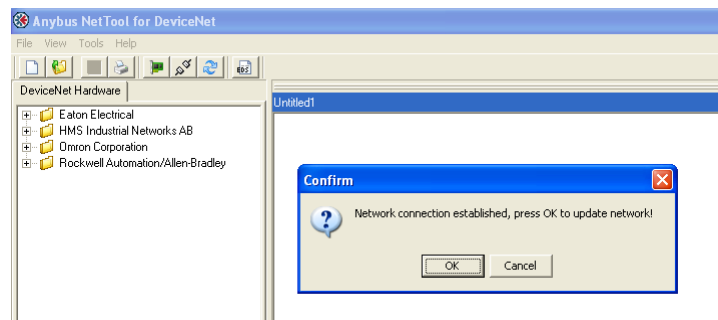 Anybus NetTool for DeviceNet
File View Tools Help
EDS
DeviceNet Hardware
Untitled1
Eaton Electrical
HMS Industrial Networks AB
Omron Corporation
Rockwell Automation/Allen-Bradley
Confirm
Network connection established, press OK to update network!
OK Cancel